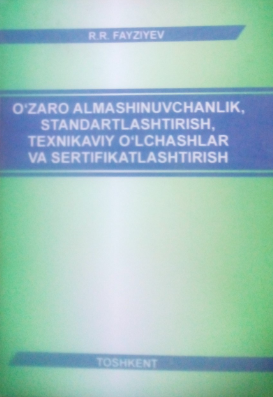 R.R. FAYZIYEV
O'ZARO ALMASHINUVCHANLIK,
STANDARTLASHTIRISH,
TEXNIKAVIY O'LCHASHLAR
VA SERTIFIKATLASHTIRISH
TOSHKENT